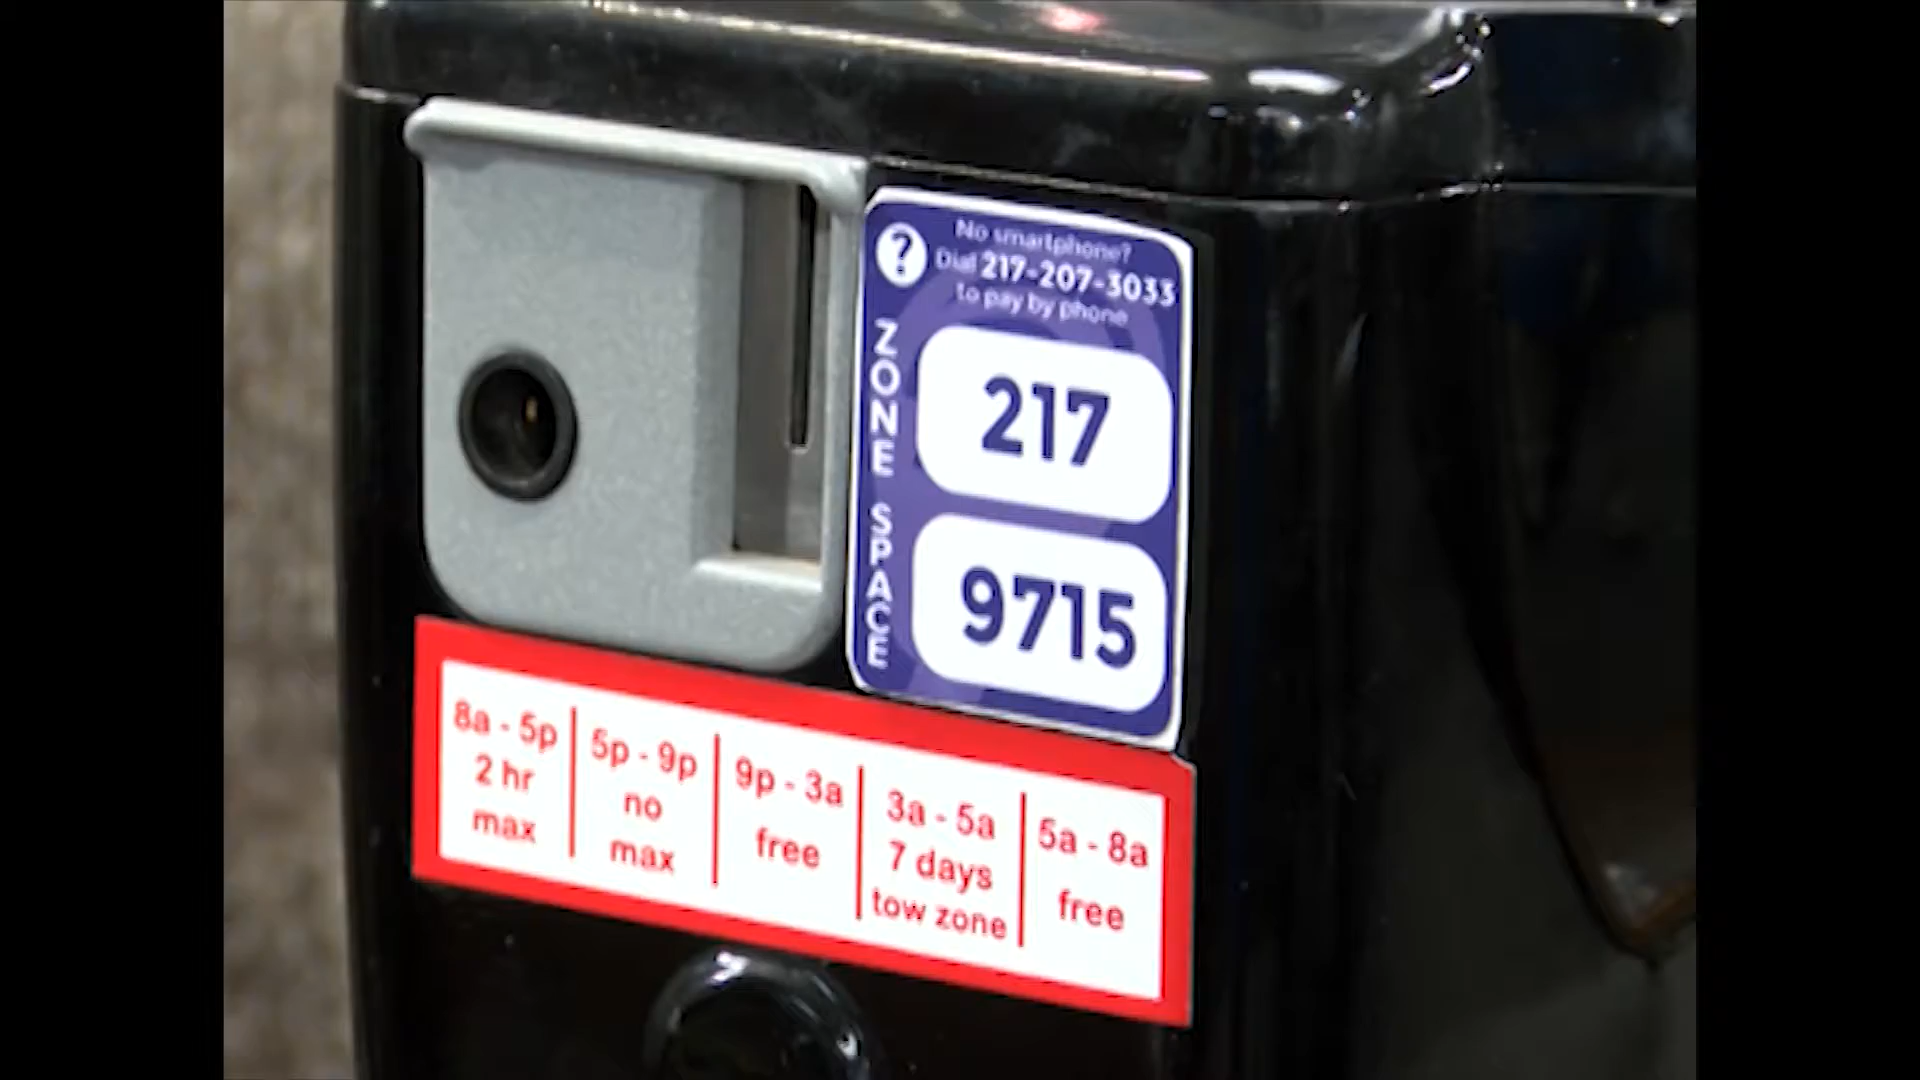 ?
No smartphone?
Dial 217-207-3033
to pay by phone
ZONE
217
SPACE
9715
8a - 5p
2 hr
max
5p - 9p
no
max
9p - 3a
free
3a - 5a
7 days
tow zone
5a - 8a
free